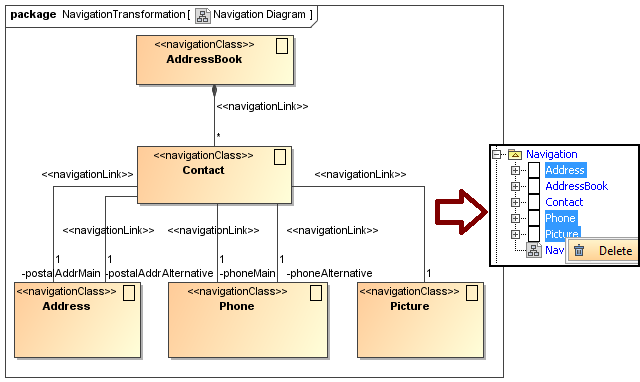 package NavigationTransformation [ Navigation Diagram ]
<<navigationClass>>
AddressBook
<<navigationLink>>
*
<<navigationClass>>
Contact
<<navigationLink>> <<navigationLink>>
<<navigationLink>> <<navigationLink>> <<navigationLink>>
1 1 1 1 1
-postalAddrMain -postalAddrAlternative -phoneMain -phoneAlternative
<<navigationClass>>
Address
<<navigationClass>>
Phone
<<navigationClass>>
Picture
Navigation
Address
AddressBook
Contact
Phone
Picture
Nav
Delete